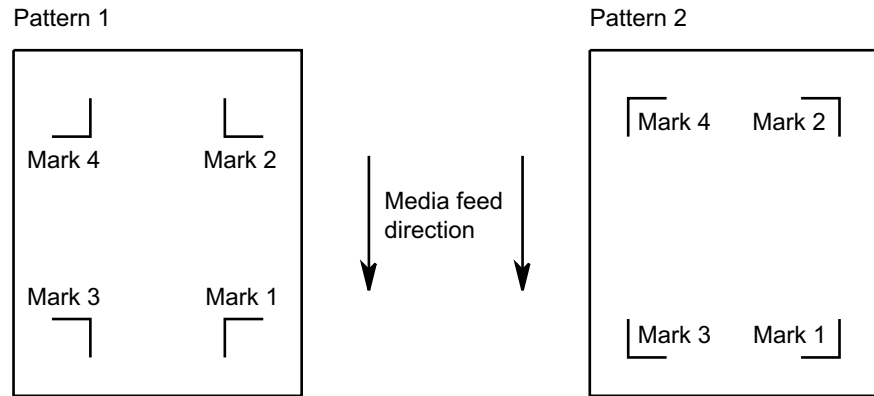 Pattern 1
Mark 4
Mark 2
Mark 3
Mark 1
Media feed
direction
Pattern 2
Mark 4
Mark 2
Mark 3
Mark 1